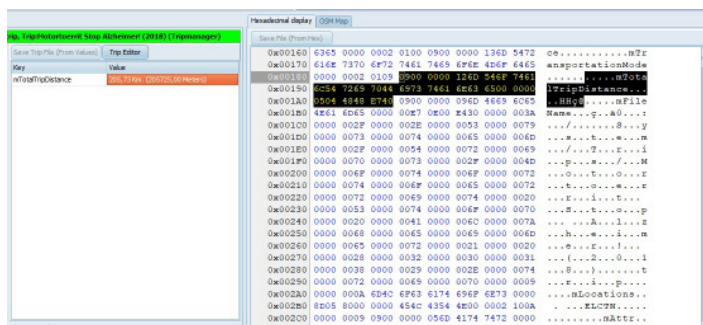 Hexadecimal display OSM Map
rip, Trip:Motortoerrit Stop Alzheimer! (2018) (Tripmanager)
Save Trip File (From Values) Trip Editor
Save File (From Hex)
Key Value
mTotalTripDistance 205,73 Km. (205725,00 Meters)
0x00160 6365 0000 0002 0100 0900 0000 136D 5472 ce...........mTr
0x00170 616E 7370 6F72 7461 7469 6F6E 4D6F 6465 ansportationMode
0x00180 0000 0002 0109 0900 0000 126D 546F 7461 ...........mTota
0x00190 6C54 7269 7044 6973 7461 6E63 6500 0000 lTripDistance...
0x001A0 0504 4848 E740 0900 0000 096D 4669 6C65 ..HHç@.....mFile
0x001B0 4E61 6D65 0000 00E7 0E00 E430 0000 003A Name...ç..ä0...:
0x001C0 0000 002F 0000 002E 0000 0053 0000 0079 .../.......S...y
0x001D0 0000 0073 0000 0074 0000 0065 0000 006D ...s...t...e...m
0x001E0 0000 002F 0000 0054 0000 0072 0000 0069 .../...T...r...i
0x001F0 0000 0070 0000 0073 0000 002F 0000 004D ...p...s.../...M
0x00200 0000 006F 0000 0074 0000 006F 0000 0072 ...o...t...o...r
0x00210 0000 0074 0000 006F 0000 0065 0000 0072 ...t...o...e...r
0x00220 0000 0072 0000 0069 0000 0074 0000 0020 ...r...i...t...
0x00230 0000 0053 0000 0074 0000 006F 0000 0070 ...S...t...o...p
0x00240 0000 0020 0000 0041 0000 006C 0000 007A ... ...A...l...z
0x00250 0000 0068 0000 0065 0000 0069 0000 006D ...h...e...i...m
0x00260 0000 0065 0000 0072 0000 0021 0000 0020 ...e...r...!...
0x00270 0000 0028 0000 0032 0000 0030 0000 0031 ...(...2...0...1
0x00280 0000 0038 0000 0029 0000 002E 0000 0074 ...8...).......t
0x00290 0000 0072 0000 0069 0000 0070 0000 0009 ...r...i...p....
0x002A0 0000 000A 6D4C 6F63 6174 696F 6E73 0000 ....mLocations..
0x002B0 8D05 8000 0000 454C 4354 4E00 0002 100A ......ELCTN.....
0x002C0 0000 0009 0900 0000 056D 4174 7472 0000 .........mAttr..